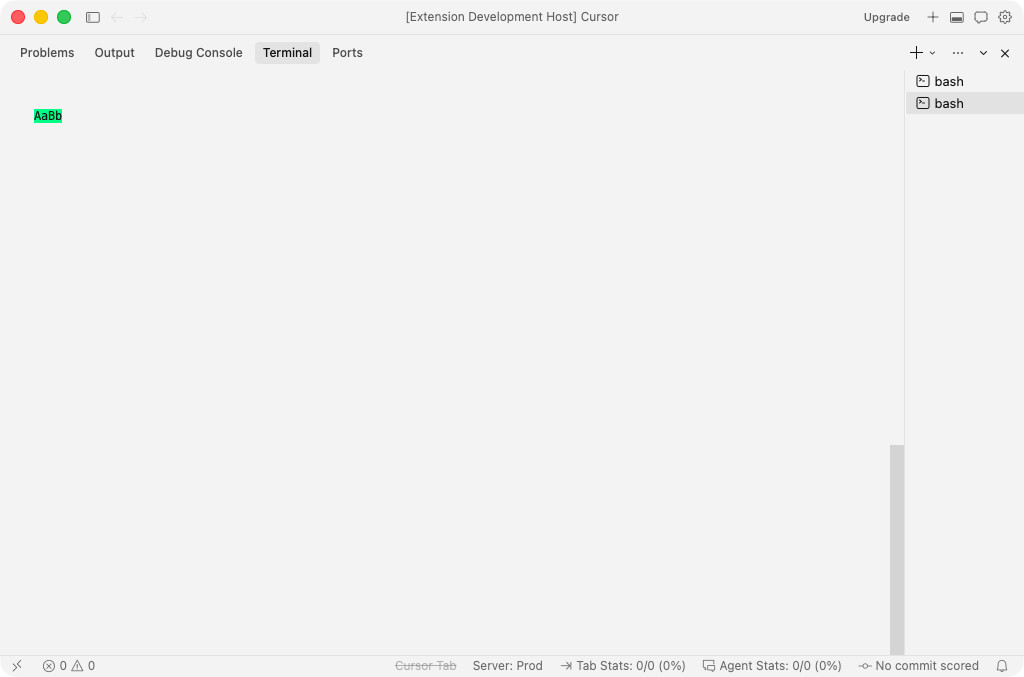 [Extension Development Host] Cursor
Upgrade
Problems Output Debug Console Terminal Ports
bash
bash
AaBb
0 0 Cursor Tab Server: Prod Tab Stats: 0/0 (0%) Agent Stats: 0/0 (0%) No commit scored